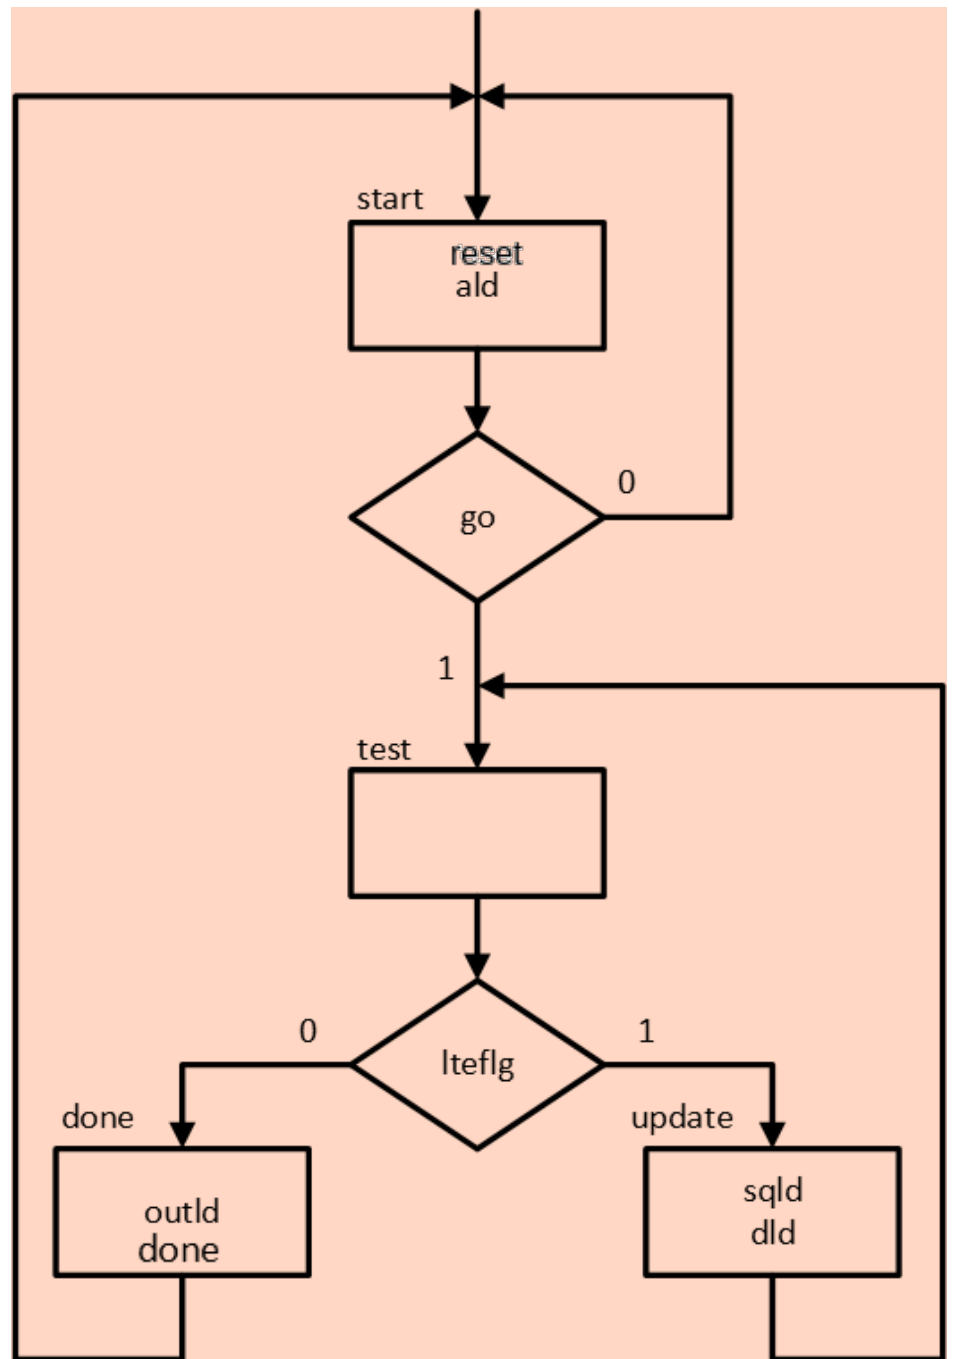 start
reset
ald
go
0
1
test
0
lteflg
1
done
outld
done
update
sqld
dld